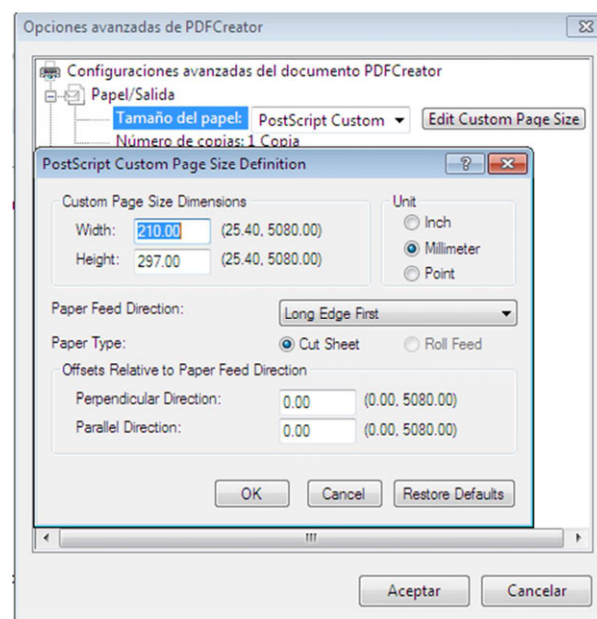 Opciones avanzadas de PDFCreator
Configuraciones avanzadas del documento PDFCreator
Papel/Salida
Tamaño del papel: PostScript Custom Edit Custom Page Size
Número de copias: 1 Copia
PostScript Custom Page Size Definition
Custom Page Size Dimensions Unit
Width: 210.00 (25.40, 5080.00) Inch
Height: 297.00 (25.40, 5080.00) Millimeter
Point
Paper Feed Direction: Long Edge First
Paper Type: Cut Sheet Roll Feed
Offsets Relative to Paper Feed Direction
Perpendicular Direction: 0.00 (0.00, 5080.00)
Parallel Direction: 0.00 (0.00, 5080.00)
OK Cancel Restore Defaults
Aceptar Cancelar